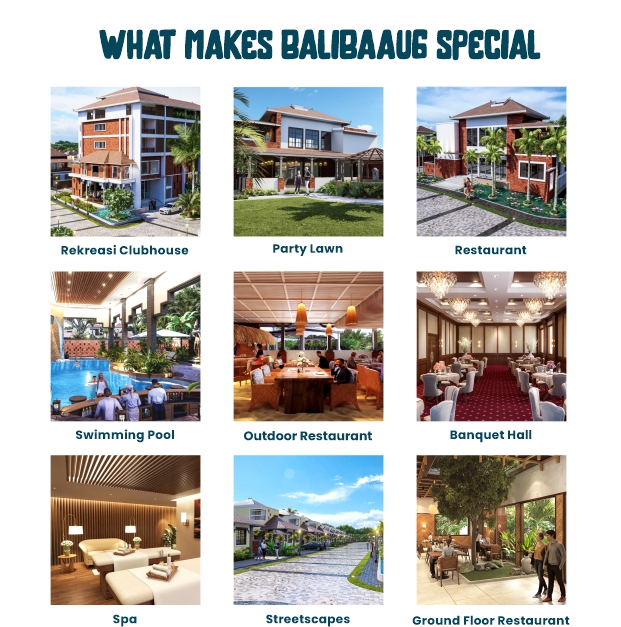 WHAT MAKES BALIBAAUG SPECIAL
Rekreasi Clubhouse
Party Lawn
Restaurant
Swimming Pool
Outdoor Restaurant
Banquet Hall
Spa
Streetscapes
Ground Floor Restaurant